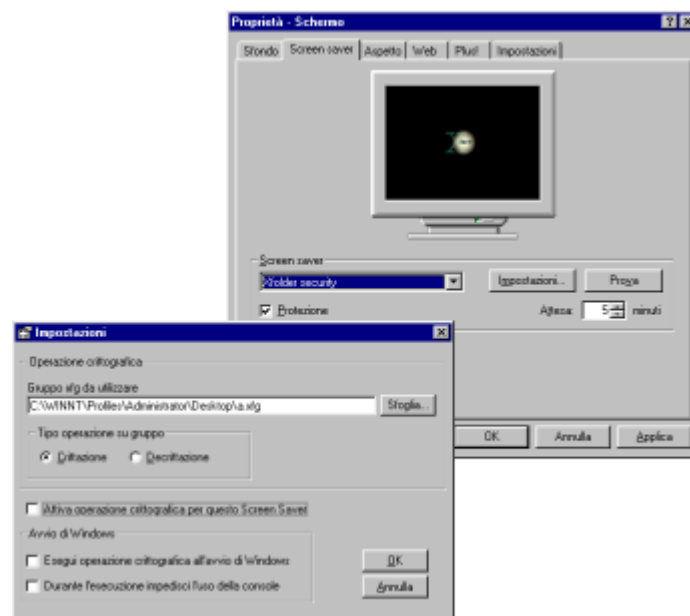 Proprietà - Schermo
Sfondo Screen saver Aspetto Web Plus! Impostazioni
Screen saver
Xfolder security Impostazioni... Prova
Protezione Attesa: 5 minuti
OK Annulla Applica
Impostazioni
Operazione crittografica
Gruppo xfg da utilizzare
C:\WINNT\Profiles\Administrator\Desktop\a.xfg Sfoglia...
Tipo operazione su gruppo
Crittazione Decrittazione
Attiva operazione crittografica per questo Screen Saver
Avvio di Windows
Esegui operazione crittografica all'avvio di Windows OK
Durante l'esecuzione impedisci l'uso della console Annulla